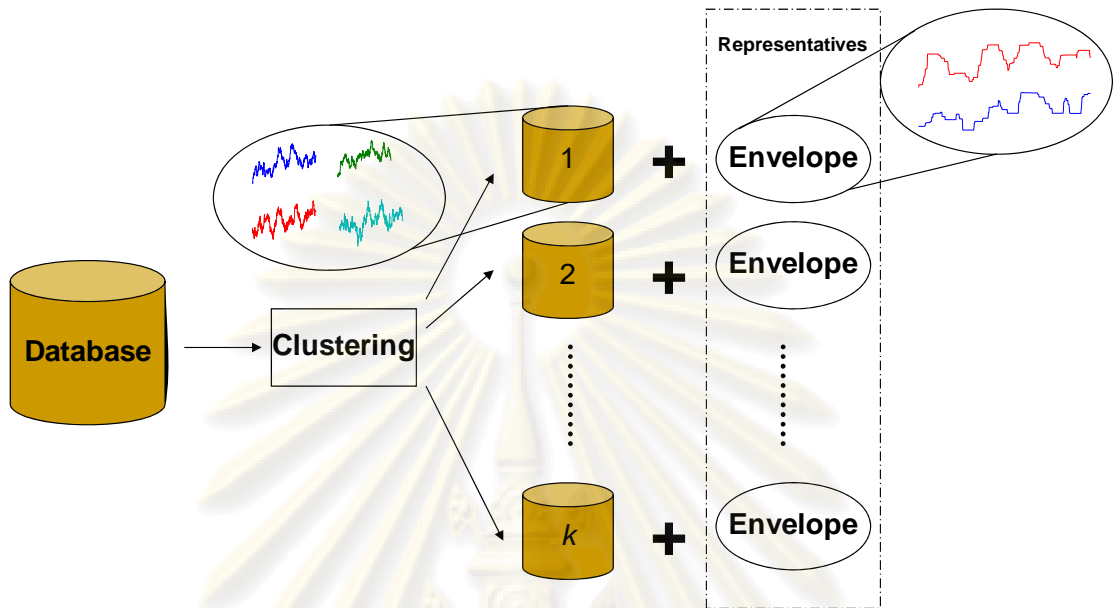 Representatives
1
+
Envelope
2
+
Envelope
Database
Clustering
k
+
Envelope